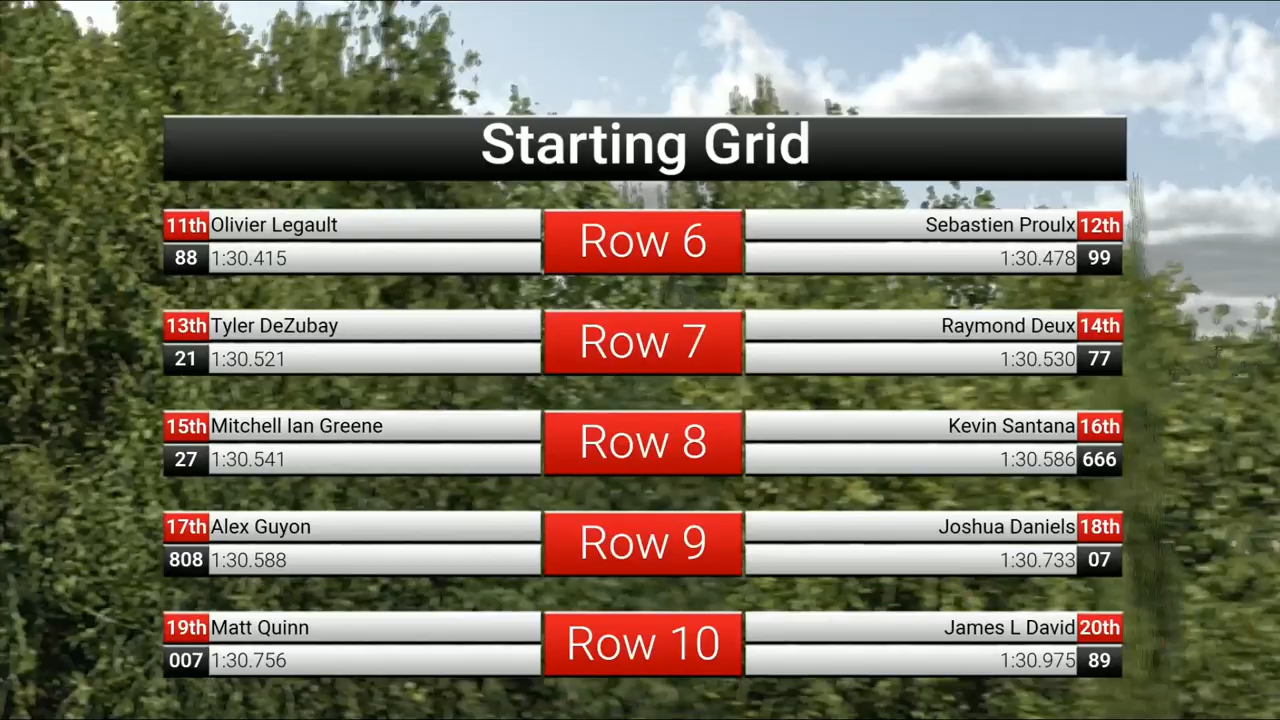 Starting Grid
11th Olivier Legault Row 6 Sebastien Proulx 12th
88 1:30.415 1:30.478 99
13th Tyler DeZubay Row 7 Raymond Deux 14th
21 1:30.521 1:30.530 77
15th Mitchell Ian Greene Row 8 Kevin Santana 16th
27 1:30.541 1:30.586 666
17th Alex Guyon Row 9 Joshua Daniels 18th
808 1:30.588 1:30.733 07
19th Matt Quinn Row 10 James L David 20th
007 1:30.756 1:30.975 89